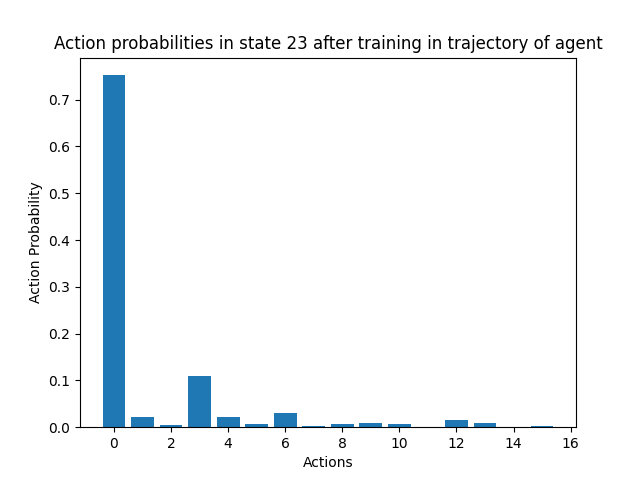 Action probabilities in state 23 after training in trajectory of agent
Action Probability
0.7
0.6
0.5
0.4
0.3
0.2
0.1
0.0
0 2 4 6 8 10 12 14 16
Actions